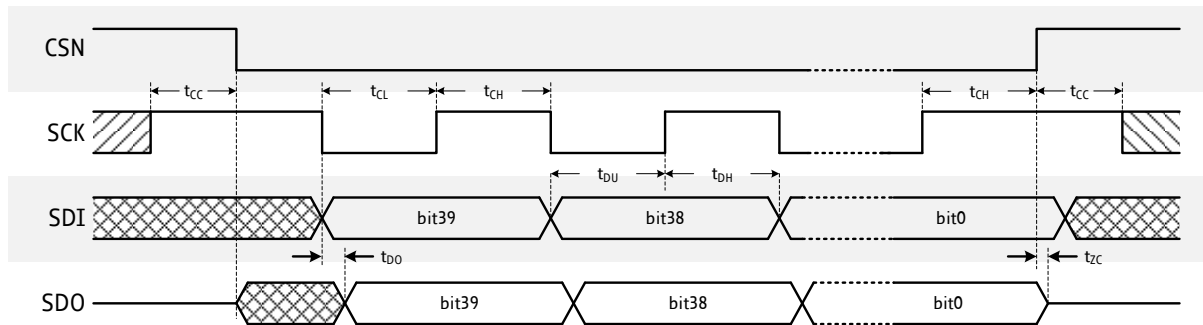 CSN
tCC tCL tCH tCH tCC
SCK
tDU tDH
SDI bit39 bit38 bit0
tDO tZC
SDO bit39 bit38 bit0